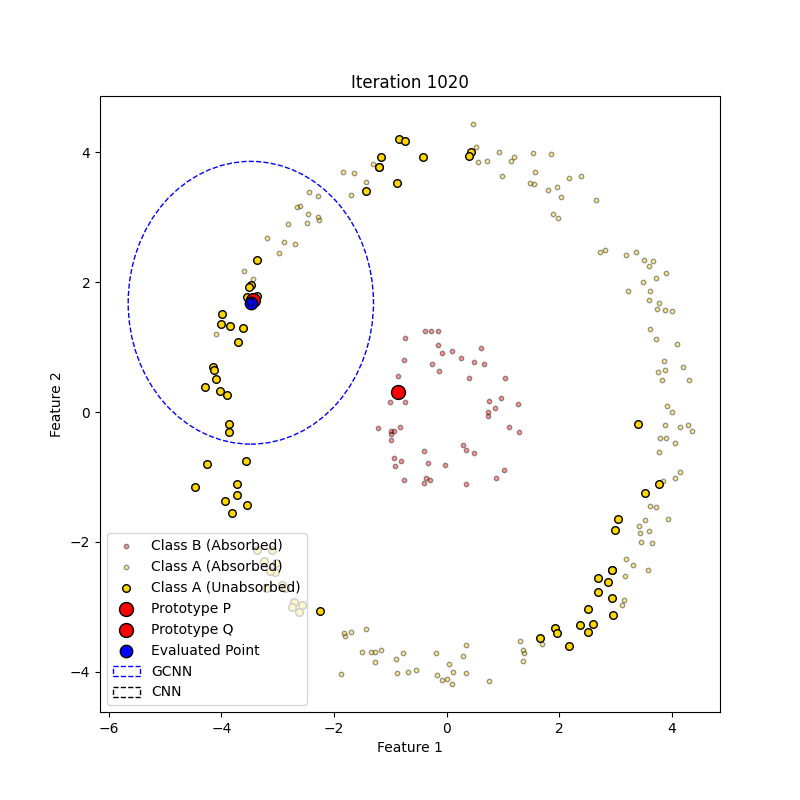 Iteration 1020
4
2
0
−2
−4
Feature 2
Class B (Absorbed)
Class A (Absorbed)
Class A (Unabsorbed)
Prototype P
Prototype Q
Evaluated Point
GCNN
CNN
−6
−4
−2
0
2
4
Feature 1